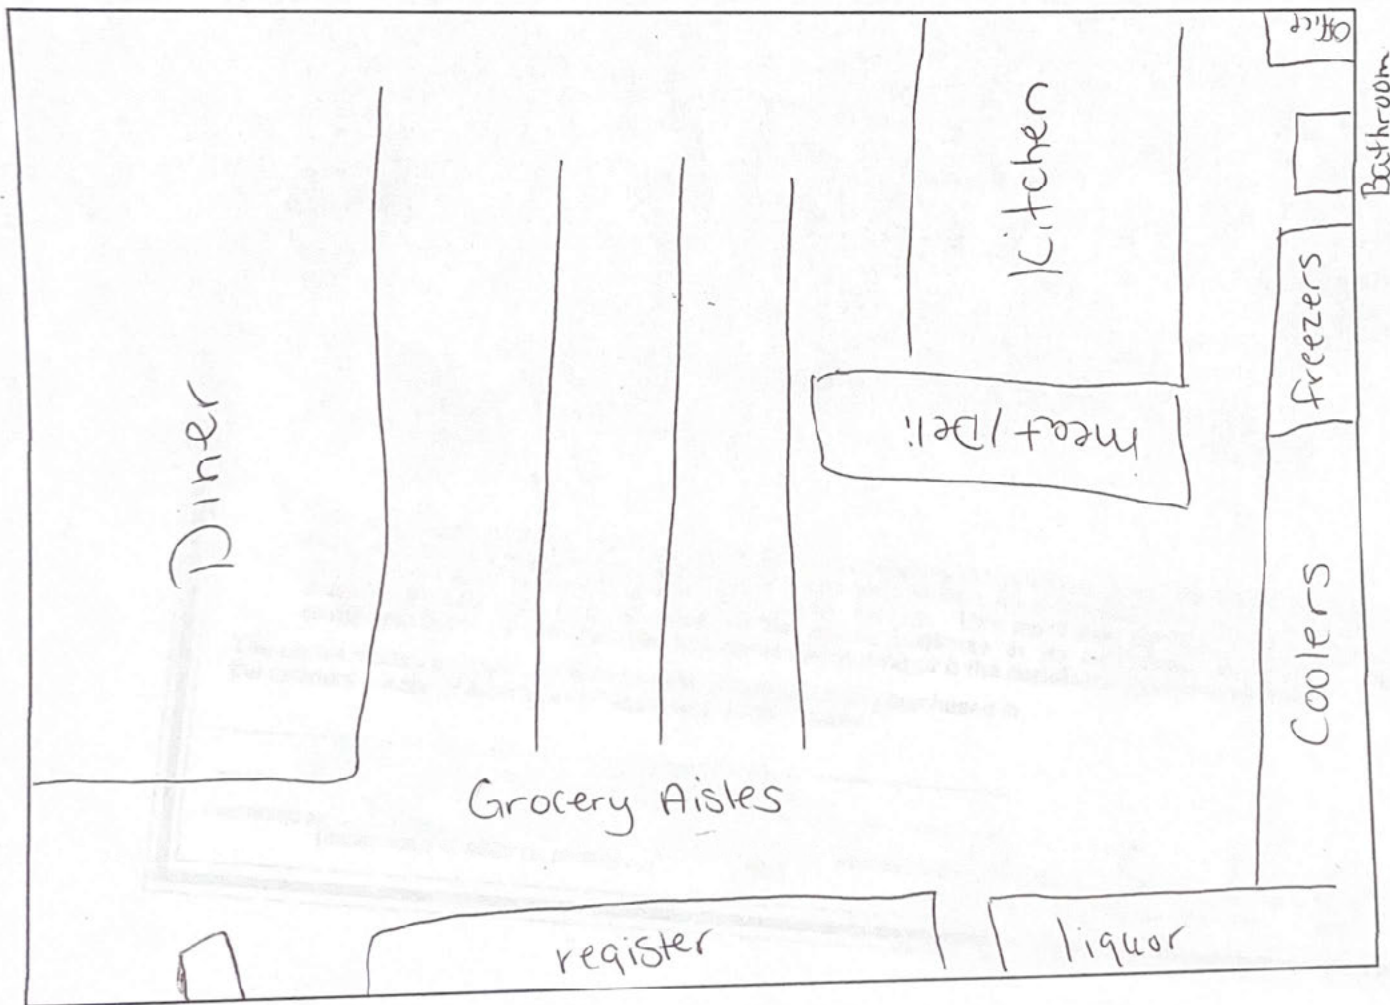 Office
Bathroom
Kitchen
Diner
freezers
meat/Deli
Coolers
Grocery Aisles
register
liquor